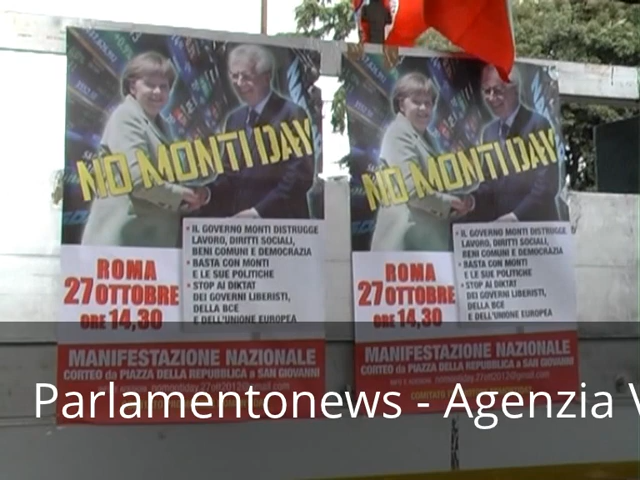 NO MONTI DAY
• IL GOVERNO MONTI DISTRUGGE
LAVORO, DIRITTI SOCIALI,
BENI COMUNI E DEMOCRAZIA
• BASTA CON MONTI
E LE SUE POLITICHE
• STOP AI DIKTAT
DEI GOVERNI LIBERISTI,
DELLA BCE
E DELL'UNIONE EUROPEA
ROMA
27 OTTOBRE
ORE 14,30
MANIFESTAZIONE NAZIONALE
CORTEO da PIAZZA DELLA REPUBBLICA a SAN GIOVANNI
NO MONTI DAY
• IL GOVERNO MONTI DISTRUGGE
LAVORO, DIRITTI SOCIALI,
BENI COMUNI E DEMOCRAZIA
• BASTA CON MONTI
E LE SUE POLITICHE
• STOP AI DIKTAT
DEI GOVERNI LIBERISTI,
DELLA BCE
E DELL'UNIONE EUROPEA
ROMA
27 OTTOBRE
ORE 14,30
MANIFESTAZIONE NAZIONALE
CORTEO da PIAZZA DELLA REPUBBLICA a SAN GIOVANNI
Parlamentonews - Agenzia V